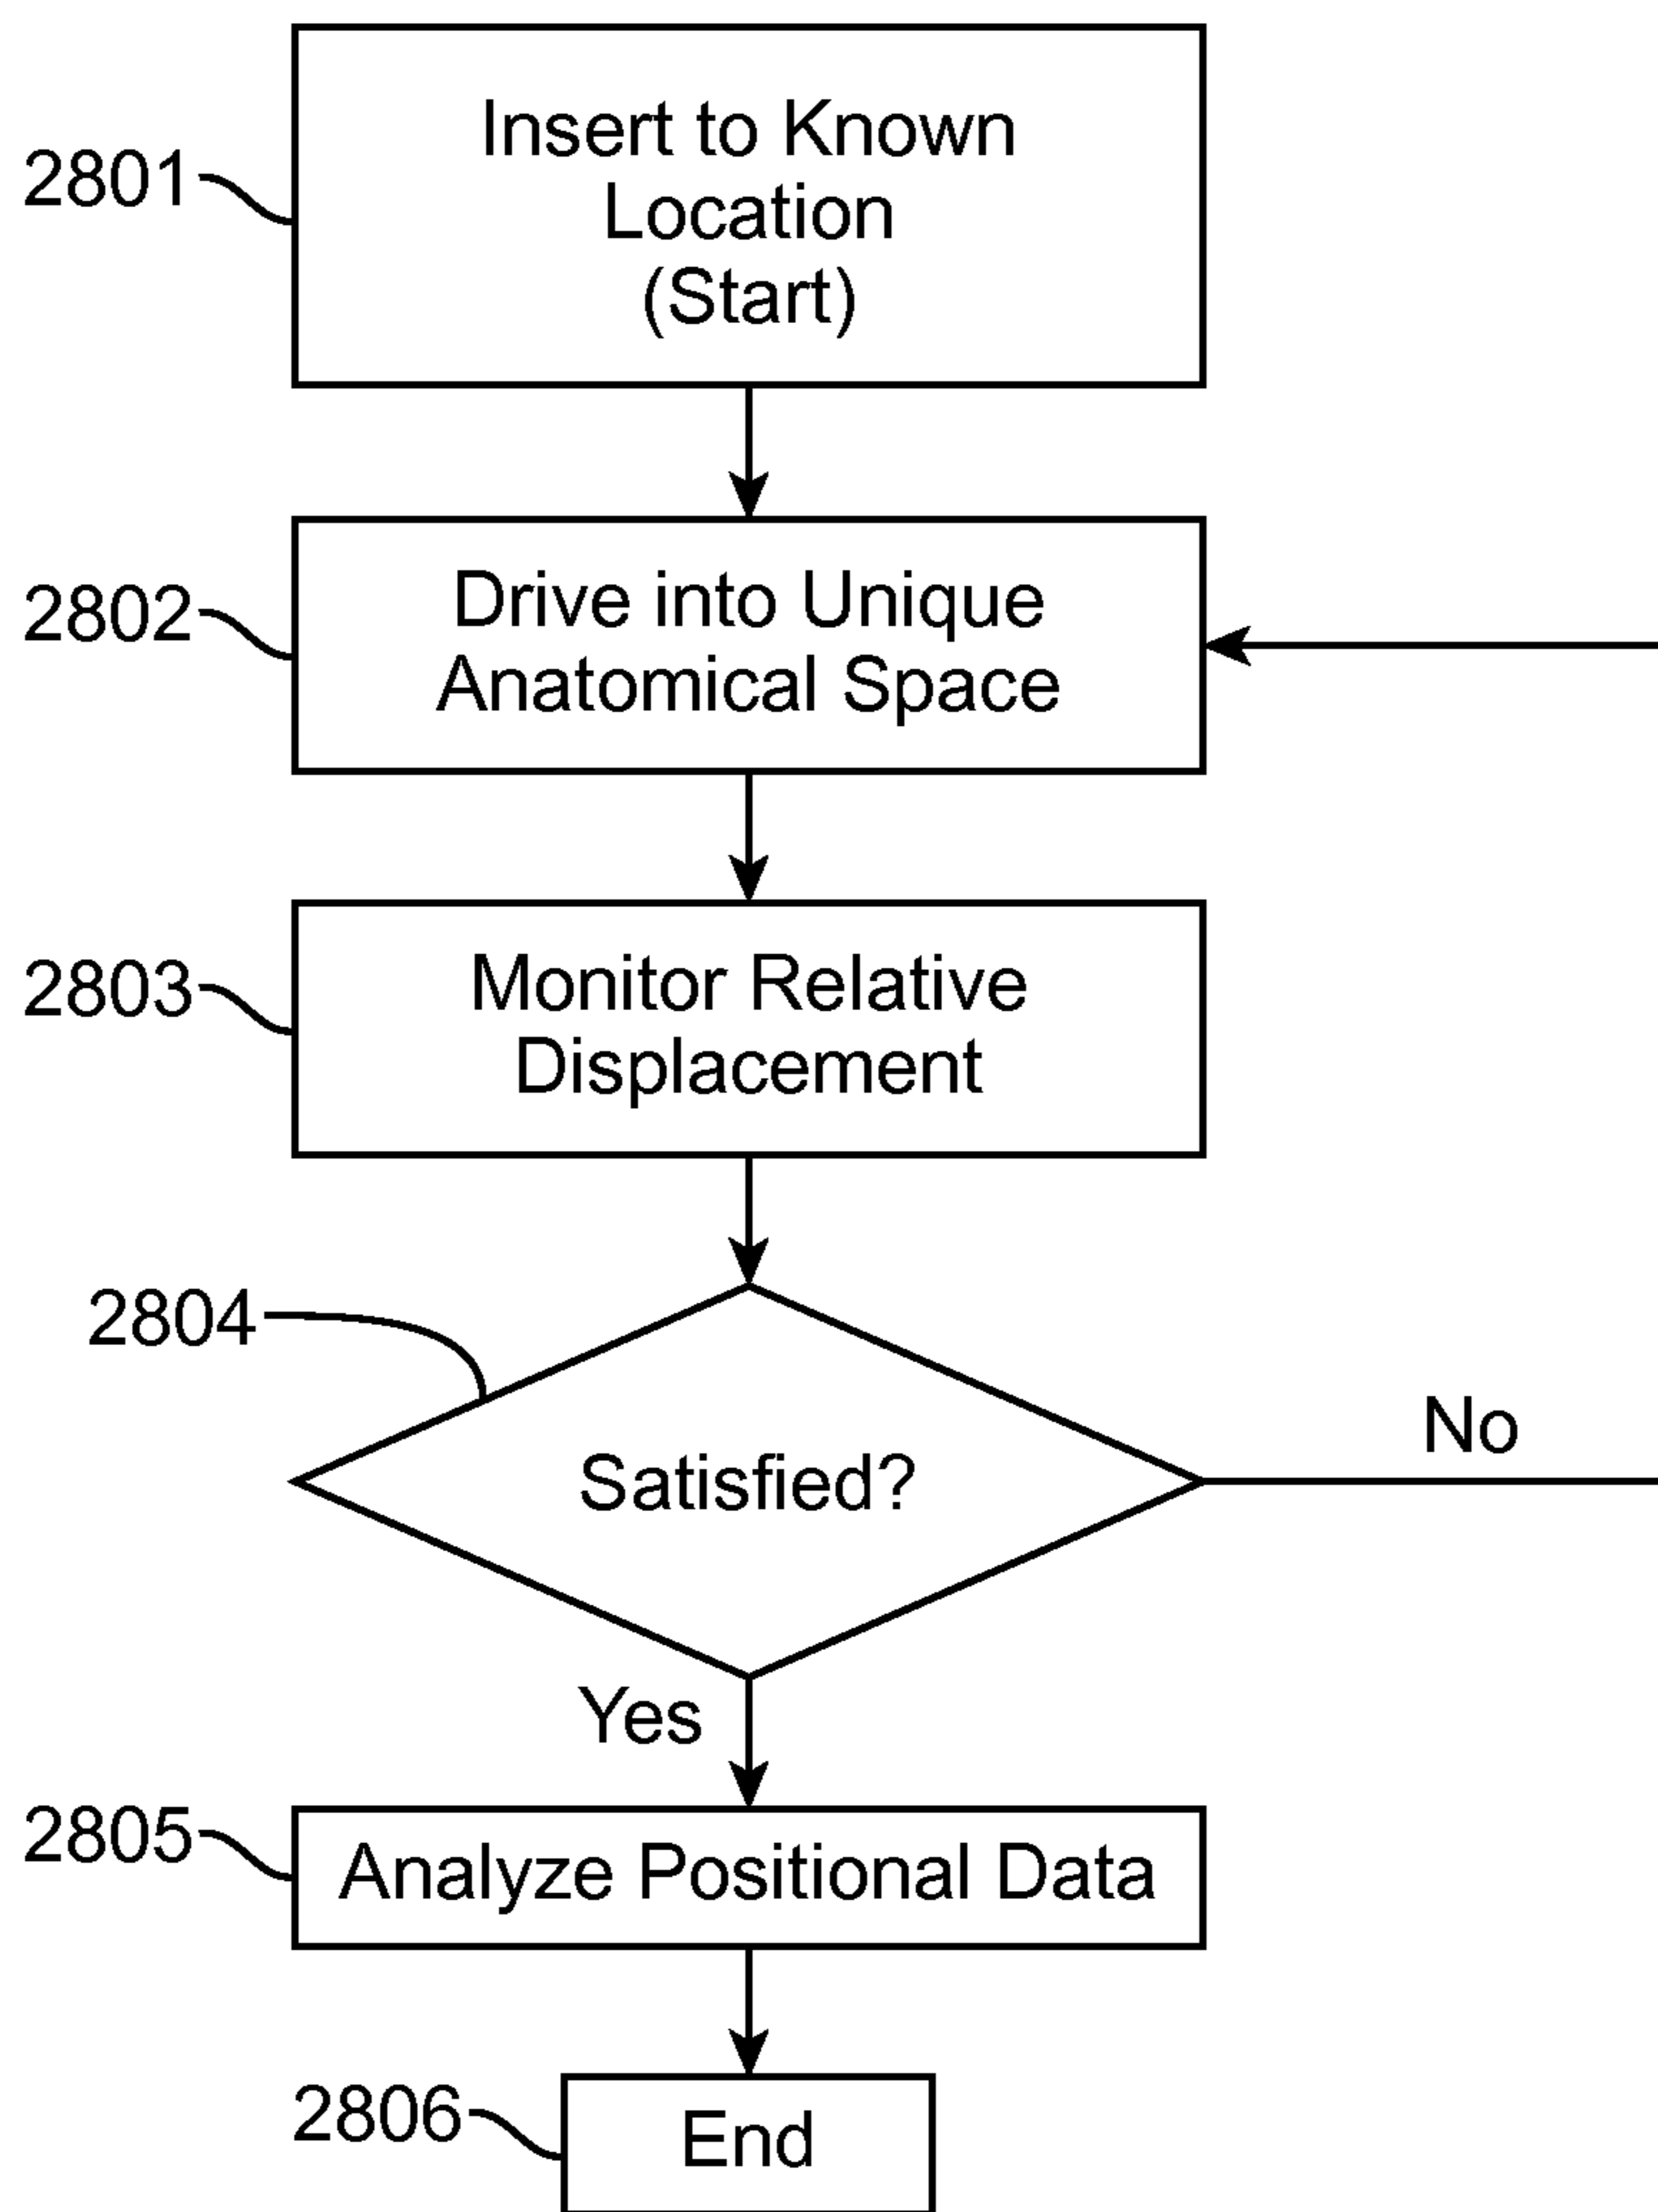 2801
Insert to Known
Location
(Start)
2802
Drive into Unique
Anatomical Space
2803
Monitor Relative
Displacement
2804
Satisfied?
No
Yes
2805
Analyze Positional Data
2806
End